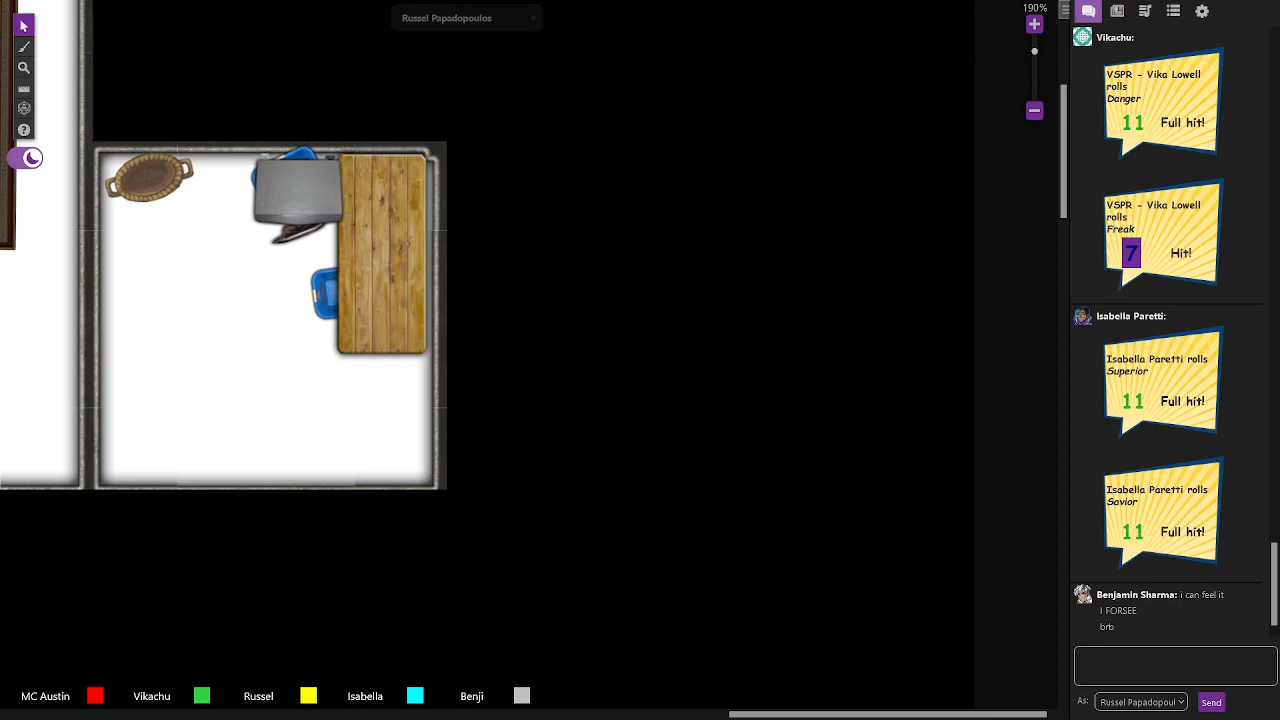 Russel Papadopoulos
190%
Vikachu:
VSPR - Vika Lowell
rolls
Danger
11 Full hit!
VSPR - Vika Lowell
rolls
Freak
7 Hit!
Isabella Paretti:
Isabella Paretti rolls
Superior
11 Full hit!
Isabella Paretti rolls
Savior
11 Full hit!
Benjamin Sharma: i can feel it
I FORSEE
brb
As: Russel Papadopoul Send
MC Austin Vikachu Russel Isabella Benji